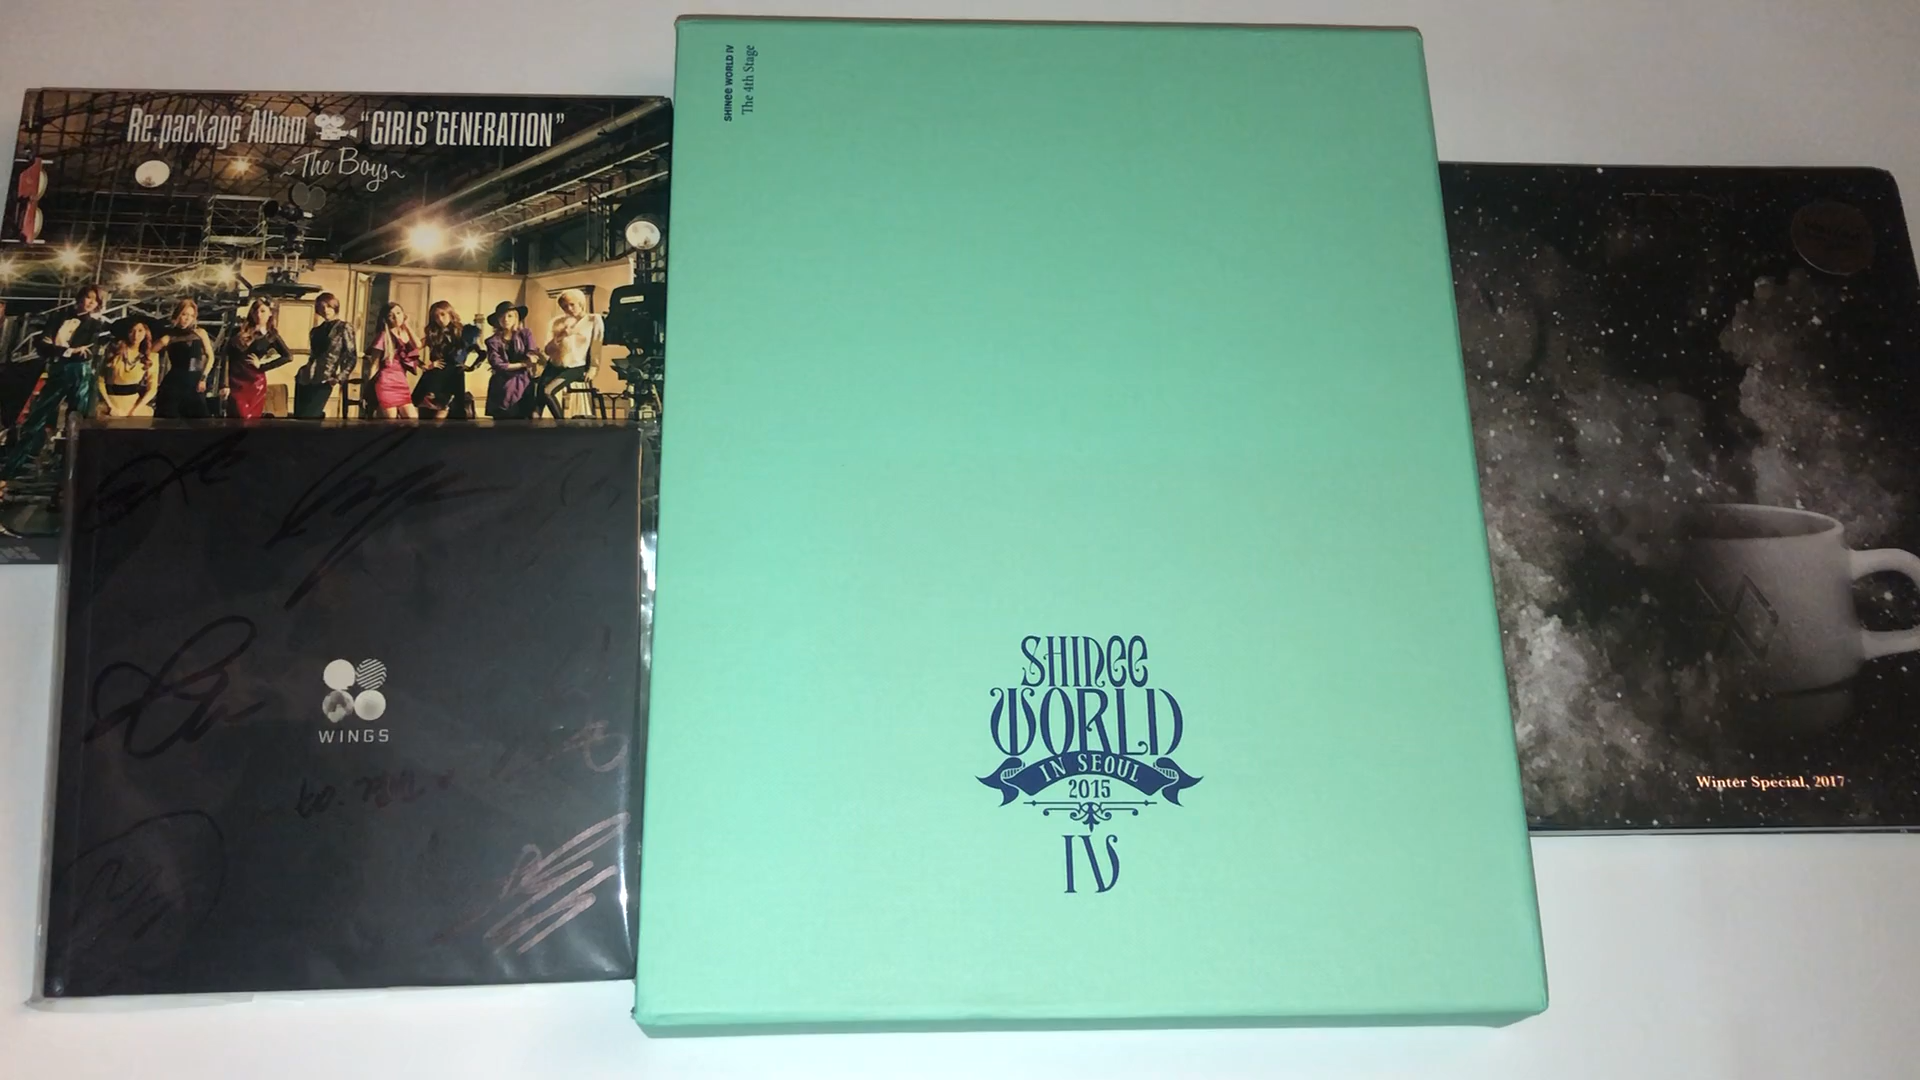 Re:package Album "GIRLS'GENERATION"
~The Boys~
WINGS
SHINee WORLD IV
The 4th Stage
SHINee
WORLD
IN SEOUL
2015
IV
Winter Special, 2017